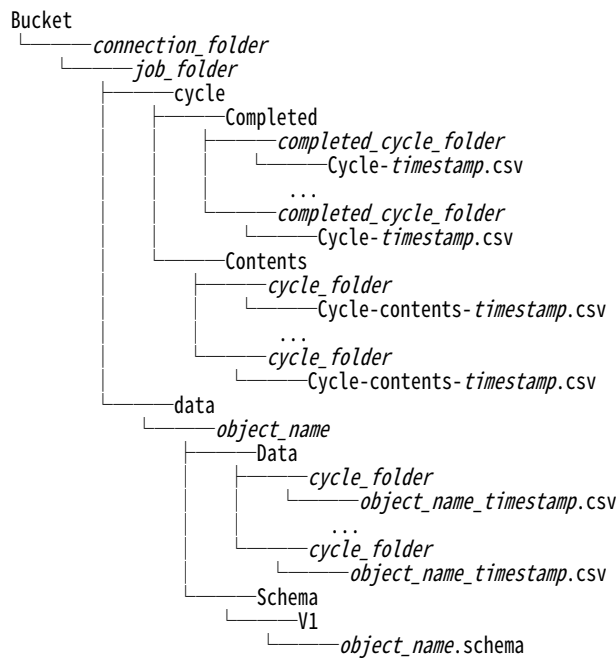 Bucket
connection_folder
job_folder
cycle
Completed
completed_cycle_folder
Cycle-timestamp.csv
...
completed_cycle_folder
Cycle-timestamp.csv
Contents
cycle_folder
Cycle-contents-timestamp.csv
...
cycle_folder
Cycle-contents-timestamp.csv
data
object_name
Data
cycle_folder
object_name_timestamp.csv
...
cycle_folder
object_name_timestamp.csv
Schema
V1
object_name.schema